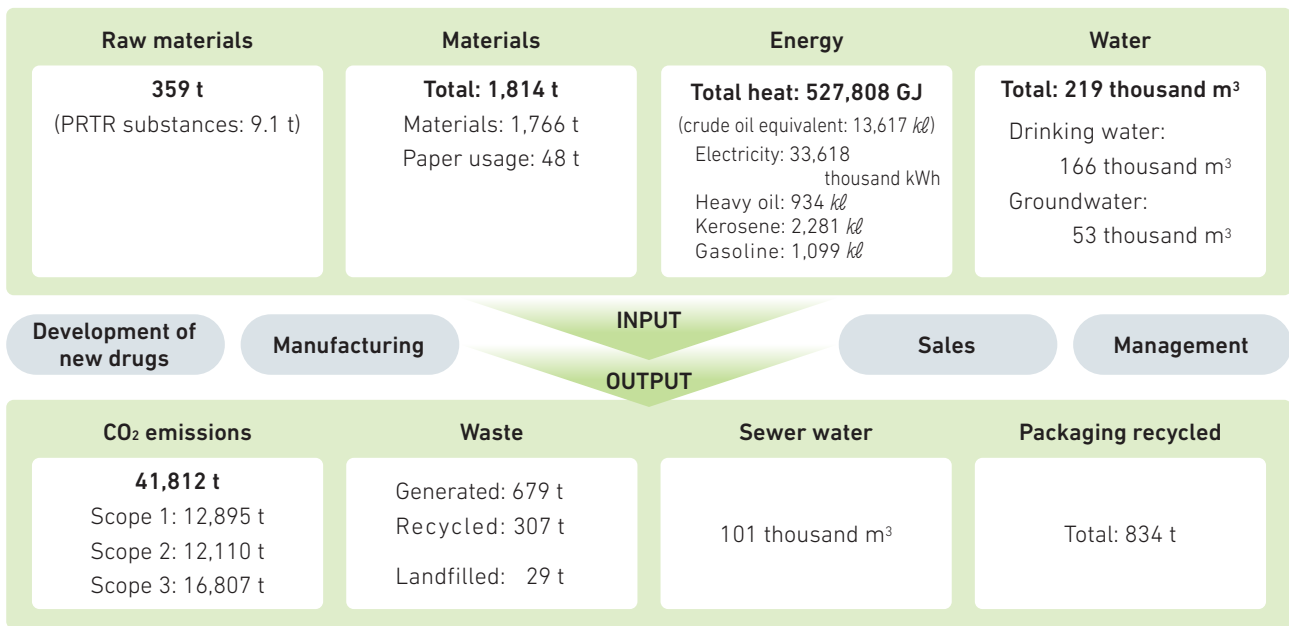 Raw materials
359 t
(PRTR substances: 9.1 t)
Materials
Total: 1,814 t
Materials: 1,766 t
Paper usage: 48 t
Energy
Total heat: 527,808 GJ
(crude oil equivalent: 13,617 kℓ)
Electricity: 33,618
thousand kWh
Heavy oil: 934 kℓ
Kerosene: 2,281 kℓ
Gasoline: 1,099 kℓ
Water
Total: 219 thousand m³
Drinking water:
166 thousand m³
Groundwater:
53 thousand m³
Development of
new drugs
Manufacturing
INPUT
OUTPUT
Sales
Management
CO₂ emissions
41,812 t
Scope 1: 12,895 t
Scope 2: 12,110 t
Scope 3: 16,807 t
Waste
Generated: 679 t
Recycled: 307 t
Landfilled: 29 t
Sewer water
101 thousand m³
Packaging recycled
Total: 834 t